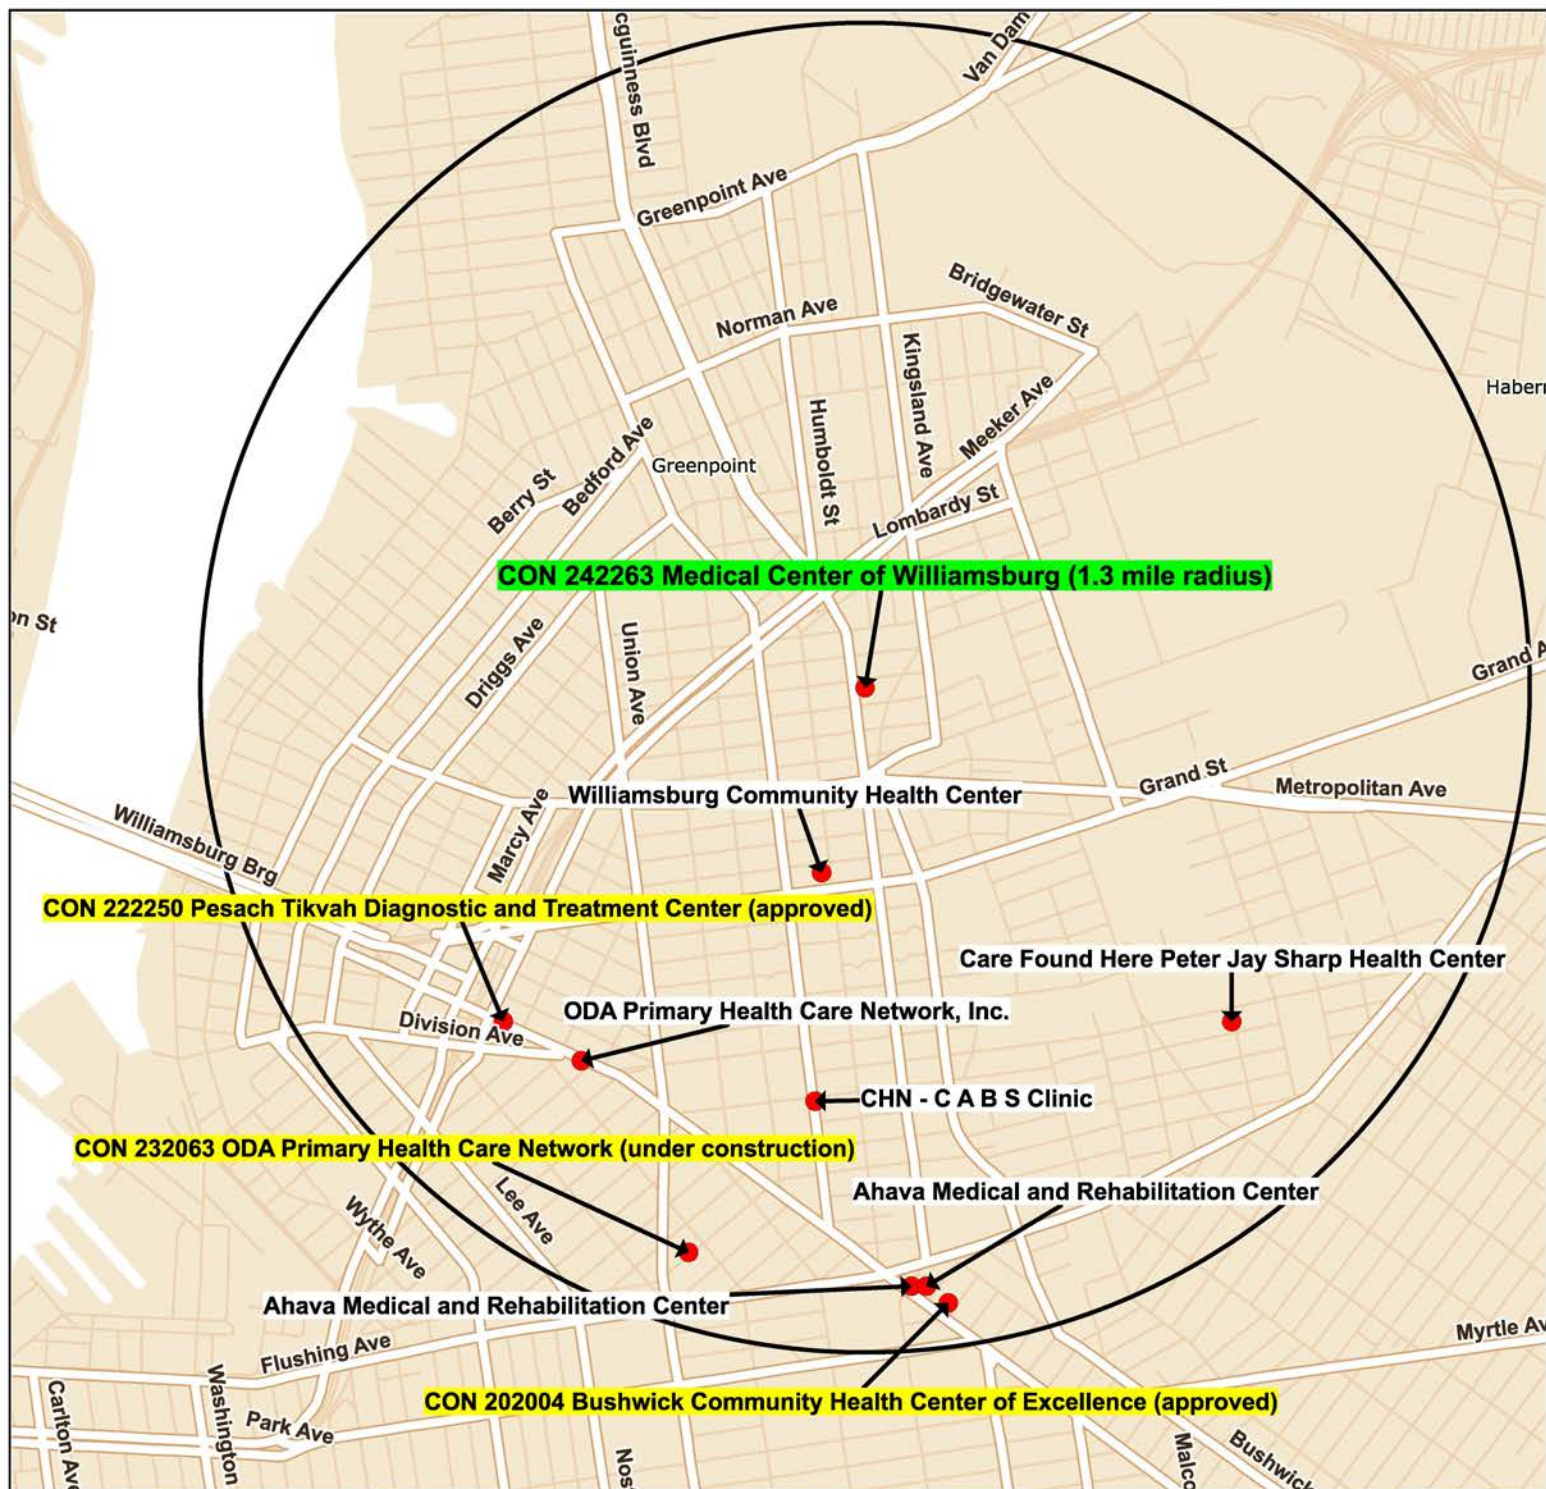 cguinness Blvd
Van Dam
Greenpoint Ave
Bridgewater St
Norman Ave
Kingsland Ave
Meeker Ave
Haberm
Humboldt St
Bedford Ave
Greenpoint
Berry St
Lombardy St
CON 242263 Medical Center of Williamsburg (1.3 mile radius)
on St
Union Ave
Driggs Ave
Grand A
Grand St
Metropolitan Ave
Williamsburg Community Health Center
Marcy Ave
Williamsburg Brg
CON 222250 Pesach Tikvah Diagnostic and Treatment Center (approved)
Care Found Here Peter Jay Sharp Health Center
ODA Primary Health Care Network, Inc.
Division Ave
CHN - C A B S Clinic
CON 232063 ODA Primary Health Care Network (under construction)
Ahava Medical and Rehabilitation Center
Lee Ave
Wythe Ave
Ahava Medical and Rehabilitation Center
Flushing Ave
Myrtle Av
CON 202004 Bushwick Community Health Center of Excellence (approved)
Carlton Ave
Washington
Park Ave
Nos
Malco
Bushwick